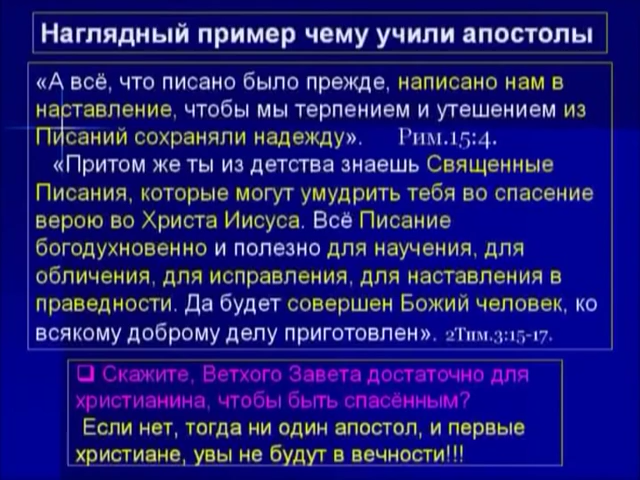 Наглядный пример чему учили апостолы
«А всё, что писано было прежде, написано нам в
наставление, чтобы мы терпением и утешением из
Писаний сохраняли надежду». Рим.15:4.
«Притом же ты из детства знаешь Священные
Писания, которые могут умудрить тебя во спасение
верою во Христа Иисуса. Всё Писание
богодухновенно и полезно для научения, для
обличения, для исправления, для наставления в
праведности. Да будет совершен Божий человек, ко
всякому доброму делу приготовлен». 2Тим.3:15-17.
❑ Скажите, Ветхого Завета достаточно для
христианина, чтобы быть спасённым?
Если нет, тогда ни один апостол, и первые
христиане, увы не будут в вечности!!!